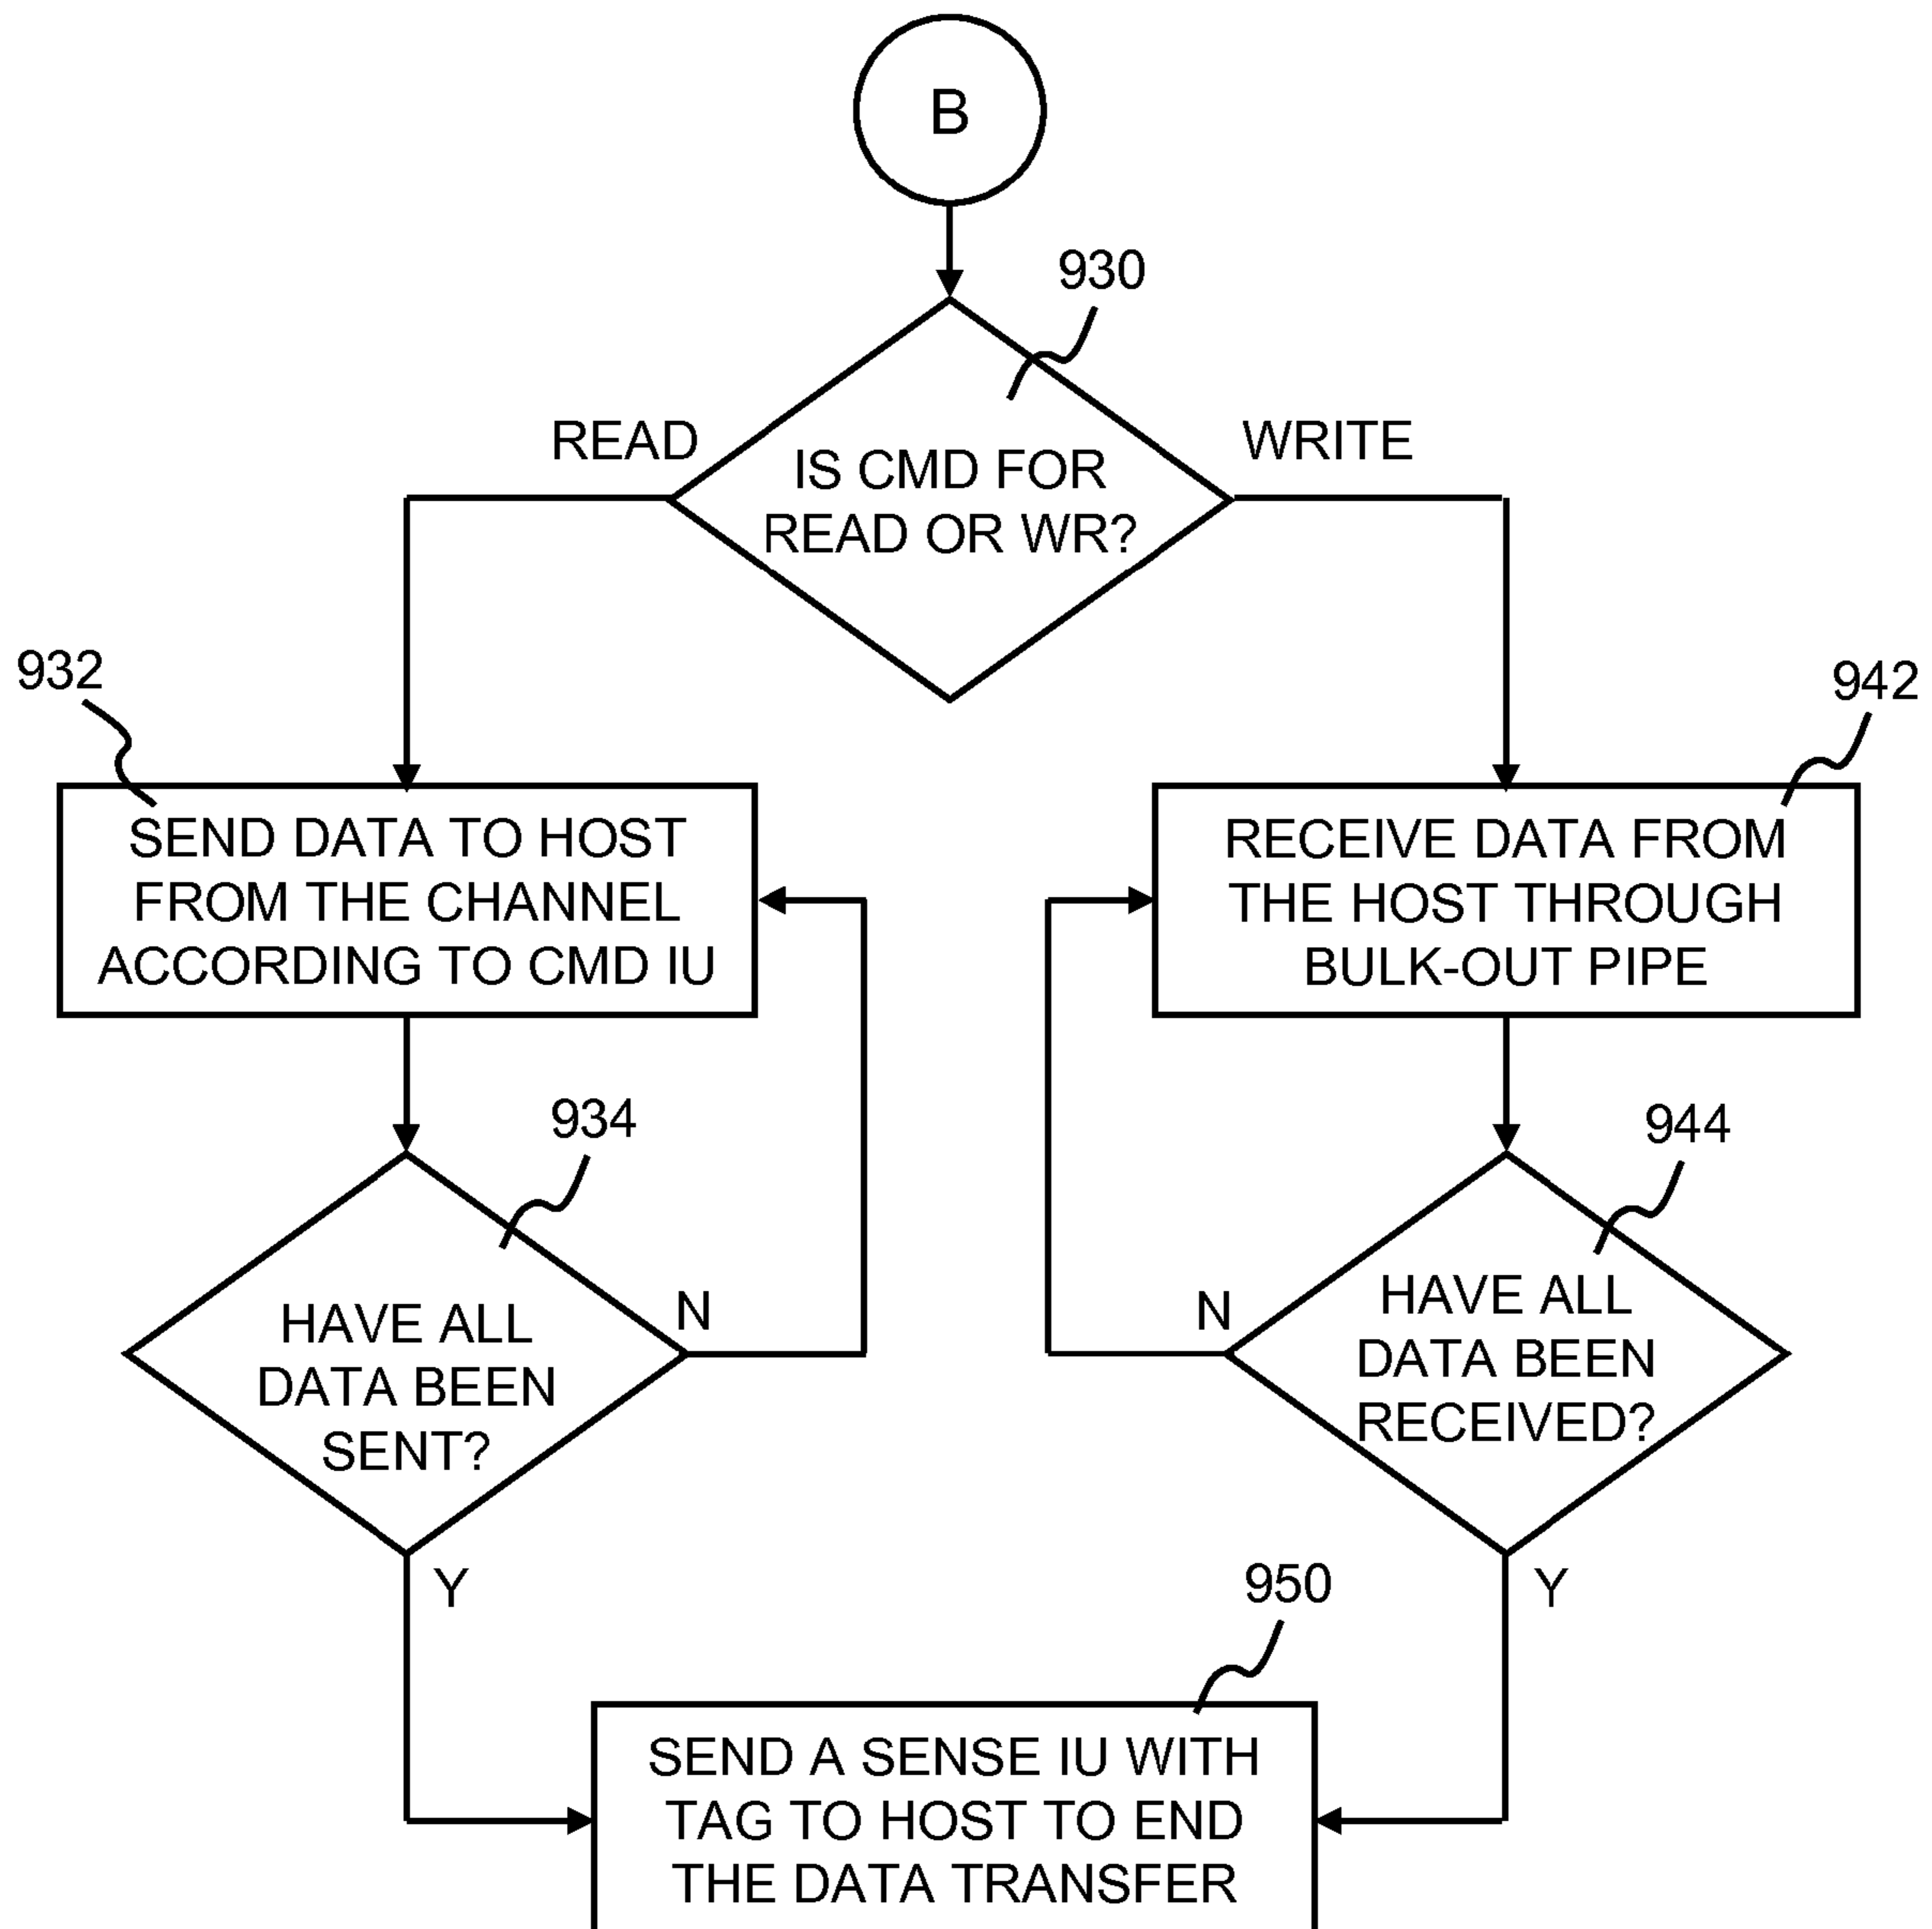 B
930
READ
WRITE
IS CMD FOR
READ OR WR?
932
942
SEND DATA TO HOST
FROM THE CHANNEL
ACCORDING TO CMD IU
RECEIVE DATA FROM
THE HOST THROUGH
BULK-OUT PIPE
934
944
N
HAVE ALL
DATA BEEN
SENT?
N
HAVE ALL
DATA BEEN
RECEIVED?
Y
950
Y
SEND A SENSE IU WITH
TAG TO HOST TO END
THE DATA TRANSFER